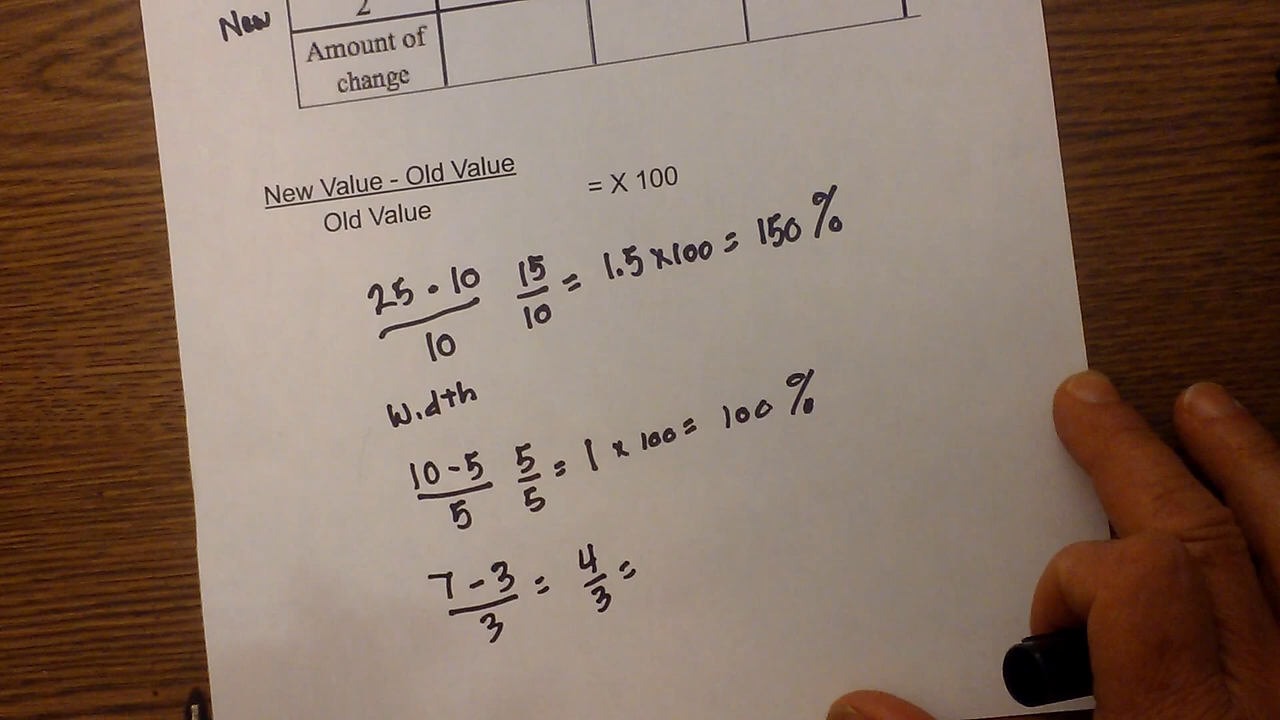 New
2
Amount of
change
New Value - Old Value
Old Value
= X 100
25 - 10
10
15
10
= 1.5 x100 = 150 %
Width
10 - 5
5
5
5
= 1 x 100 = 100 %
7 - 3
3
=
4
3
=